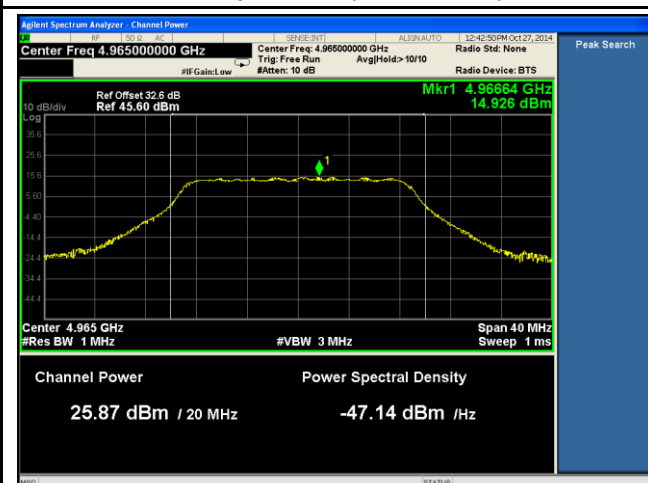 Agilent Spectrum Analyzer - Channel Power
RF 50 Ω AC SENSE:INT ALIGN AUTO 12:42:50 PM Oct 27, 2014
Center Freq 4.965000000 GHz Center Freq: 4.965000000 GHz Radio Std: None Peak Search
Trig: Free Run Avg|Hold:> 10/10
#IFGain:Low #Atten: 10 dB Radio Device: BTS
Ref Offset 32.6 dB Mkr1 4.96664 GHz
10 dB/div Ref 45.60 dBm 14.926 dBm
Log
35.6
25.6
1
15.6
5.60
-4.40
-14.4
-24.4
-34.4
-44.4
Center 4.965 GHz Span 40 MHz
#Res BW 1 MHz #VBW 3 MHz Sweep 1 ms
Channel Power Power Spectral Density
25.87 dBm / 20 MHz -47.14 dBm /Hz
MSG STATUS